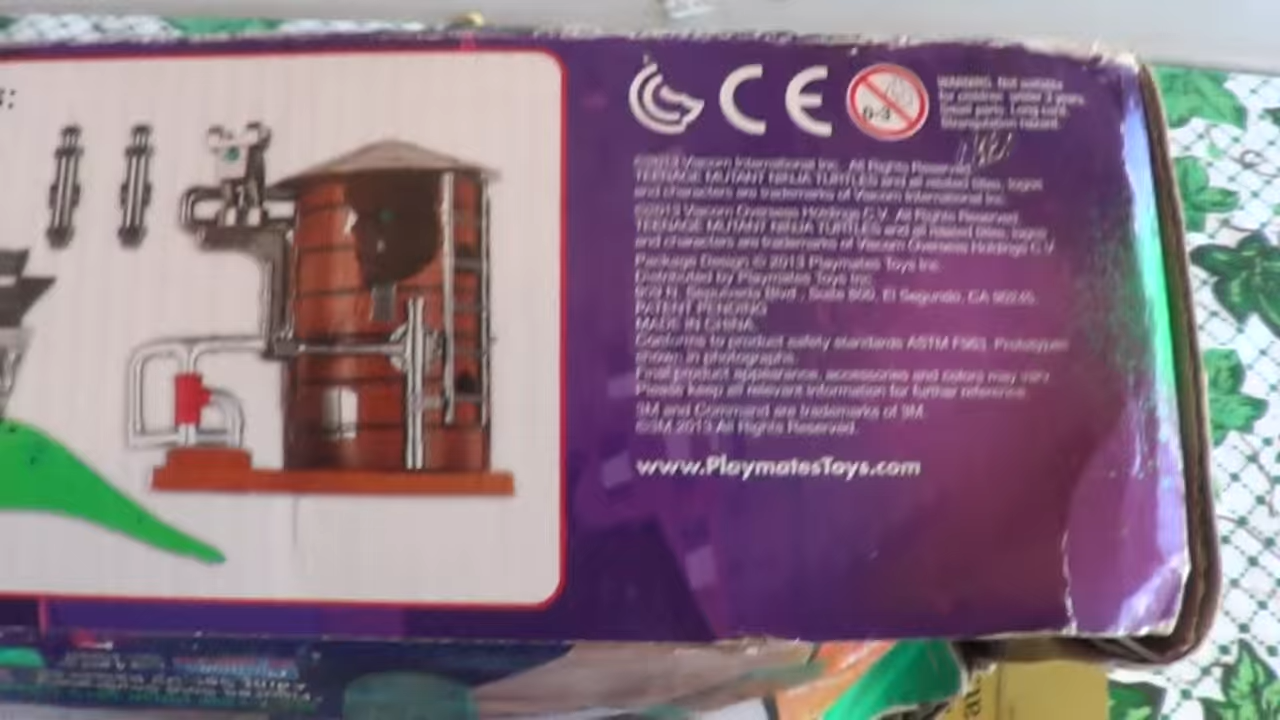 s:
CE
0-3
WARNING. Not suitable
for children under 3 years.
Small parts. Long cord.
Strangulation hazard.
©2013 Viacom International Inc. All Rights Reserved.
TEENAGE MUTANT NINJA TURTLES and all related titles, logos
and characters are trademarks of Viacom International Inc.
©2013 Viacom Overseas Holdings C.V. All Rights Reserved.
TEENAGE MUTANT NINJA TURTLES and all related titles, logos
and characters are trademarks of Viacom Overseas Holdings C.V.
Package Design © 2013 Playmates Toys Inc.
Distributed by Playmates Toys Inc.
909 N. Sepulveda Blvd., Suite 800, El Segundo, CA 90245.
PATENT PENDING
MADE IN CHINA.
Conforms to product safety standards ASTM F963. Prototypes
shown in photographs.
Final product appearance, accessories and colors may vary.
Please keep all relevant information for further reference.
3M and Command are trademarks of 3M.
©3M 2013 All Rights Reserved.
www.PlaymatesToys.com